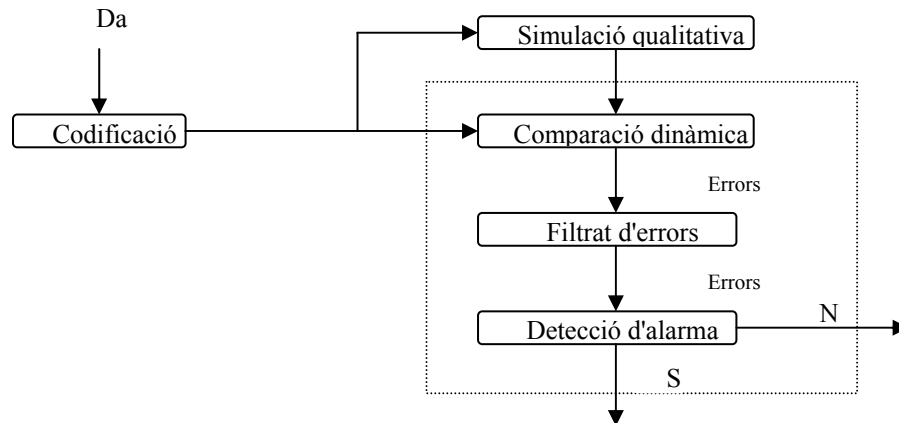 Da
Simulació qualitativa
Codificació
Comparació dinàmica
Errors
Filtrat d'errors
Errors
Detecció d'alarma
N
S